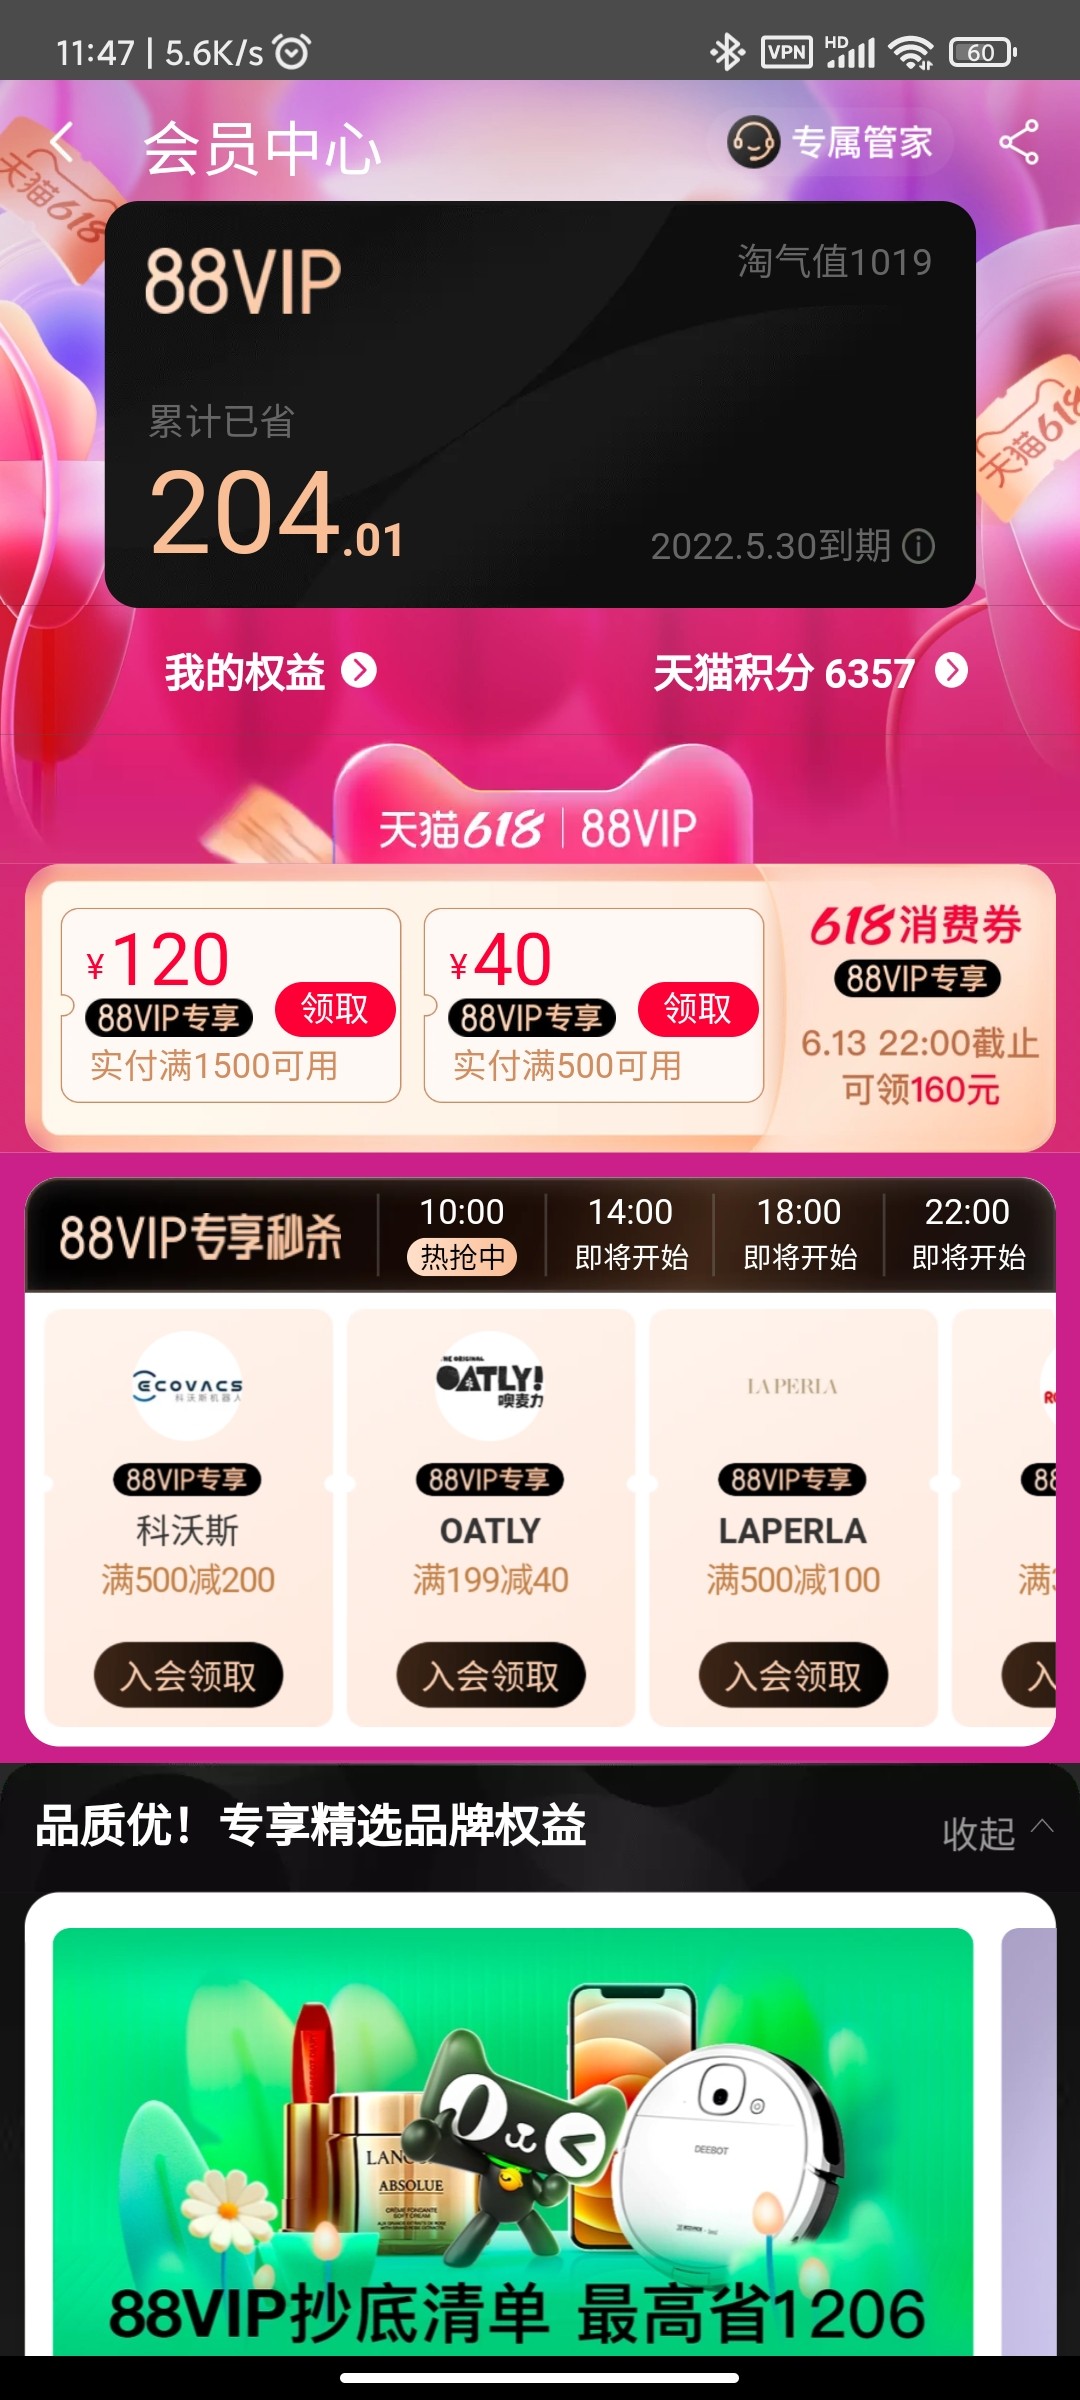 11:47 | 5.6K/s
VPN
HD
60
会员中心
专属管家
天猫618
88VIP
淘气值1019
累计已省
204.01
2022.5.30到期
天猫618
我的权益
天猫积分 6357
天猫618 | 88VIP
¥120
88VIP专享
领取
实付满1500可用
¥40
88VIP专享
领取
实付满500可用
618消费券
88VIP专享
6.13 22:00截止
可领160元
88VIP专享秒杀
10:00
热抢中
14:00
即将开始
18:00
即将开始
22:00
即将开始
ECOVACS
科沃斯机器人
88VIP专享
科沃斯
满500减200
入会领取
THE ORIGINAL
OATLY!
噢麦力
88VIP专享
OATLY
满199减40
入会领取
LA PERLA
88VIP专享
LAPERLA
满500减100
入会领取
88
满
入
品质优！专享精选品牌权益
收起
LANC
ABSOLUE
DEEBOT
88VIP抄底清单 最高省1206